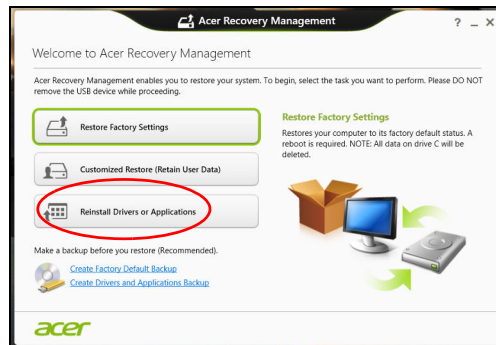 Acer Recovery Management
? _ ×
Welcome to Acer Recovery Management
Acer Recovery Management enables you to restore your system. To begin, select the task you want to perform. Please DO NOT
remove the USB device while proceeding.
Restore Factory Settings
Customized Restore (Retain User Data)
Reinstall Drivers or Applications
Restore Factory Settings
Restores your computer to its factory default status. A
reboot is required. NOTE: All data on drive C will be
deleted.
Make a backup before you restore (Recommended).
Create Factory Default Backup
Create Drivers and Applications Backup
acer